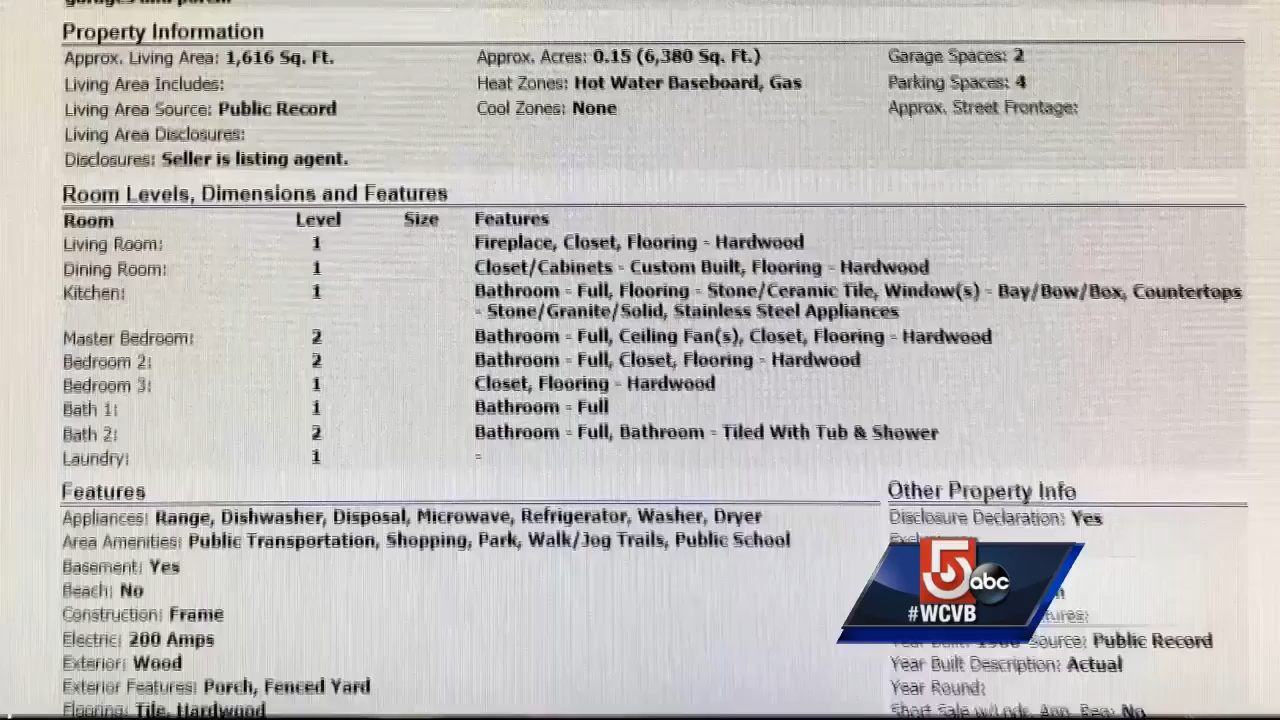 Property Information
Approx. Living Area: 1,616 Sq. Ft. Approx. Acres: 0.15 (6,380 Sq. Ft.) Garage Spaces: 2
Living Area Includes: Heat Zones: Hot Water Baseboard, Gas Parking Spaces: 4
Living Area Source: Public Record Cool Zones: None Approx. Street Frontage:
Living Area Disclosures:
Disclosures: Seller is listing agent.
Room Levels, Dimensions and Features
Room Level Size Features
Living Room: 1 Fireplace, Closet, Flooring - Hardwood
Dining Room: 1 Closet/Cabinets - Custom Built, Flooring - Hardwood
Kitchen: 1 Bathroom - Full, Flooring - Stone/Ceramic Tile, Window(s) - Bay/Bow/Box, Countertops
- Stone/Granite/Solid, Stainless Steel Appliances
Master Bedroom: 2 Bathroom - Full, Ceiling Fan(s), Closet, Flooring - Hardwood
Bedroom 2: 2 Bathroom - Full, Closet, Flooring - Hardwood
Bedroom 3: 1 Closet, Flooring - Hardwood
Bath 1: 1 Bathroom - Full
Bath 2: 2 Bathroom - Full, Bathroom - Tiled With Tub & Shower
Laundry: 1 -
Features Other Property Info
Appliances: Range, Dishwasher, Disposal, Microwave, Refrigerator, Washer, Dryer Disclosure Declaration: Yes
Area Amenities: Public Transportation, Shopping, Park, Walk/Jog Trails, Public School
Basement: Yes
Beach: No
Construction: Frame
Electric: 200 Amps Source: Public Record
Exterior: Wood Year Built Description: Actual
Exterior Features: Porch, Fenced Yard Year Round:
Flooring: Tile, Hardwood Short Sale w/Lndr. App. Req: No
5 abc
#WCVB